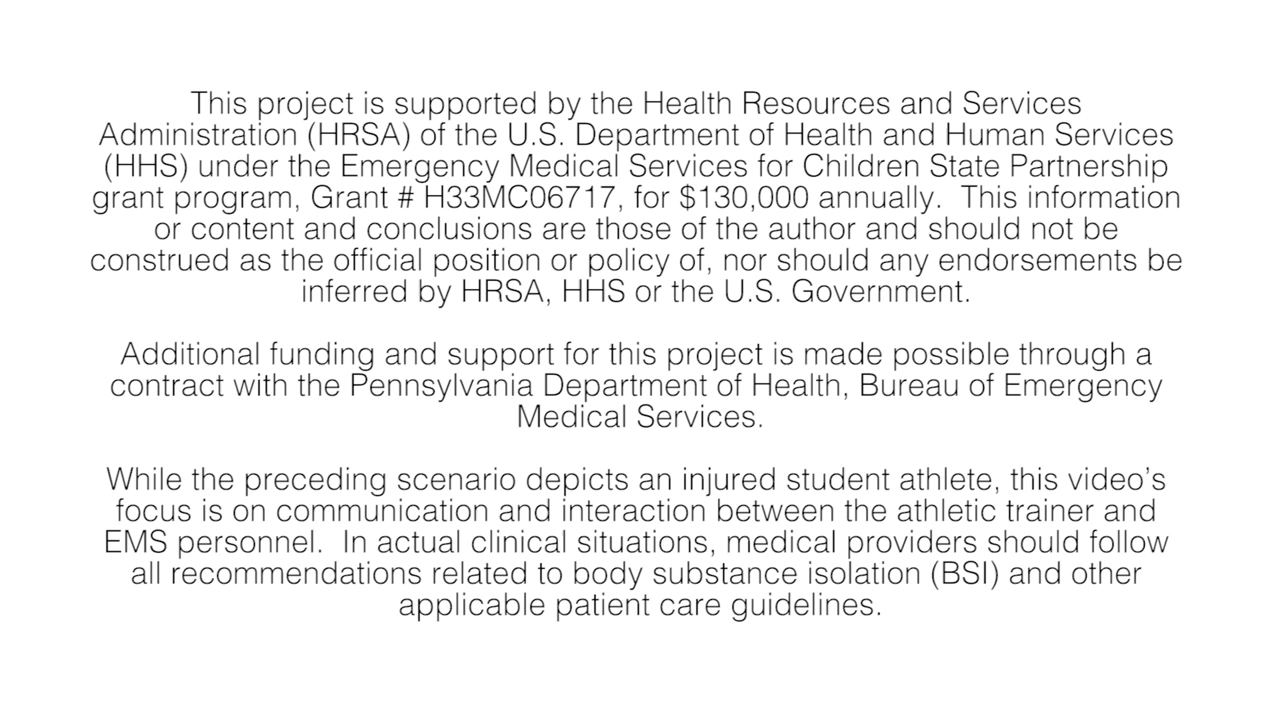 This project is supported by the Health Resources and Services
Administration (HRSA) of the U.S. Department of Health and Human Services
(HHS) under the Emergency Medical Services for Children State Partnership
grant program, Grant # H33MC06717, for $130,000 annually.  This information
or content and conclusions are those of the author and should not be
construed as the official position or policy of, nor should any endorsements be
inferred by HRSA, HHS or the U.S. Government.
Additional funding and support for this project is made possible through a
contract with the Pennsylvania Department of Health, Bureau of Emergency
Medical Services.
While the preceding scenario depicts an injured student athlete, this video’s
focus is on communication and interaction between the athletic trainer and
EMS personnel.  In actual clinical situations, medical providers should follow
all recommendations related to body substance isolation (BSI) and other
applicable patient care guidelines.